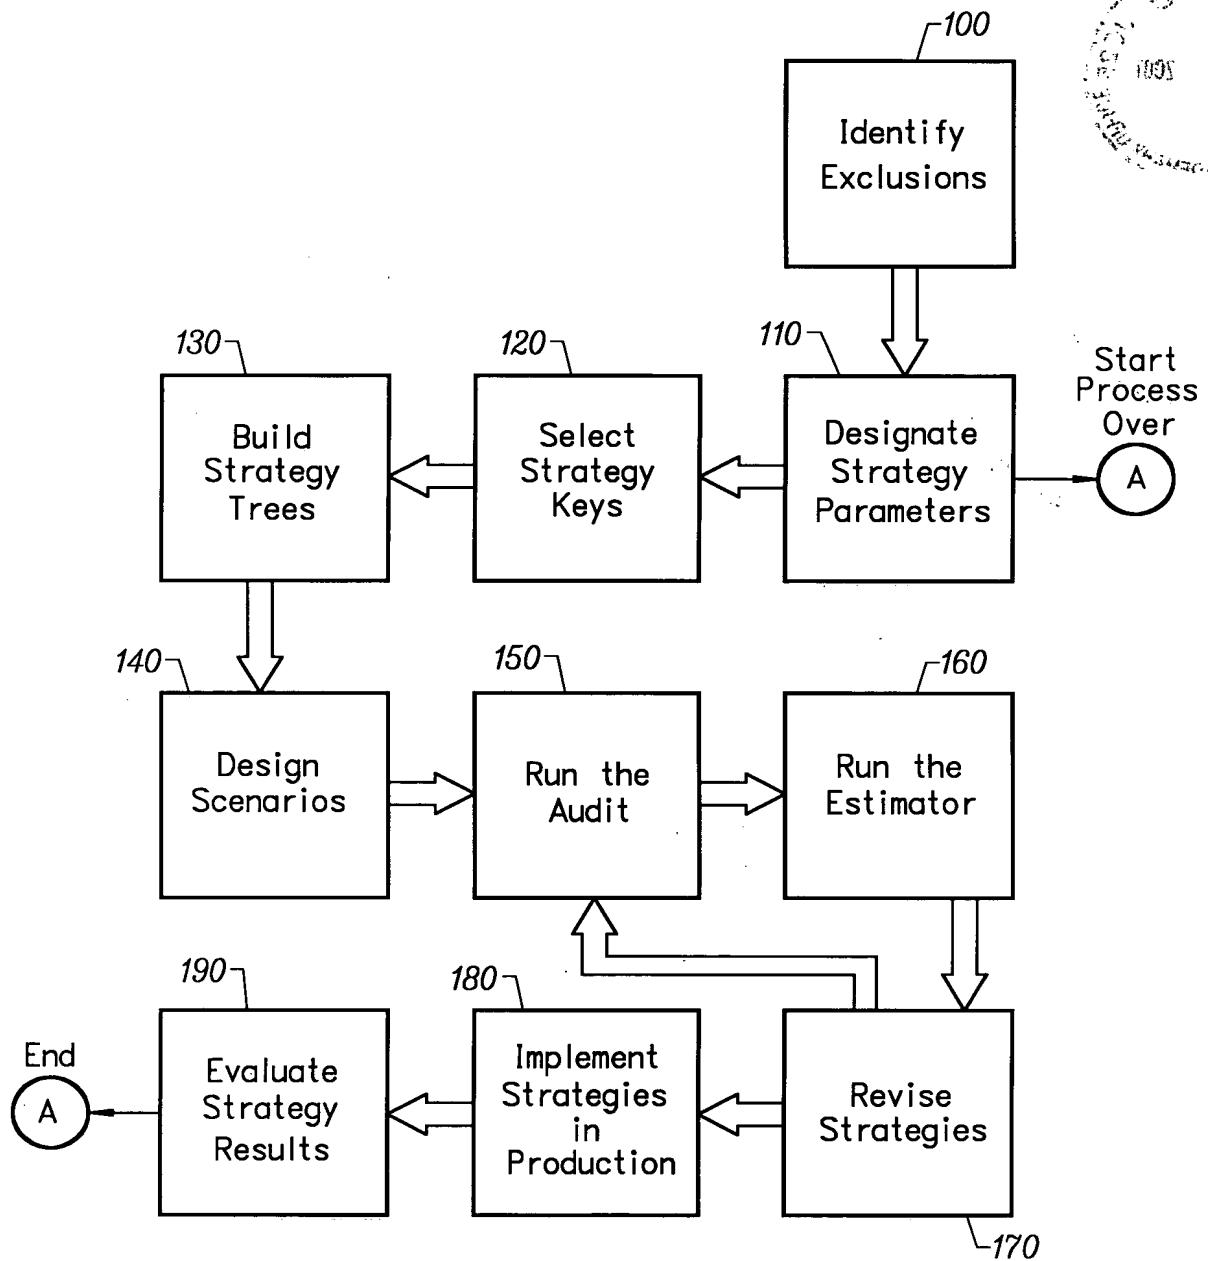 100
Identify
Exclusions
130
120
110
Start
Process
Over
A
Build
Strategy
Trees
Select
Strategy
Keys
Designate
Strategy
Parameters
140
150
160
Design
Scenarios
Run the
Audit
Run the
Estimator
190
180
End
A
Evaluate
Strategy
Results
Implement
Strategies
in
Production
Revise
Strategies
170